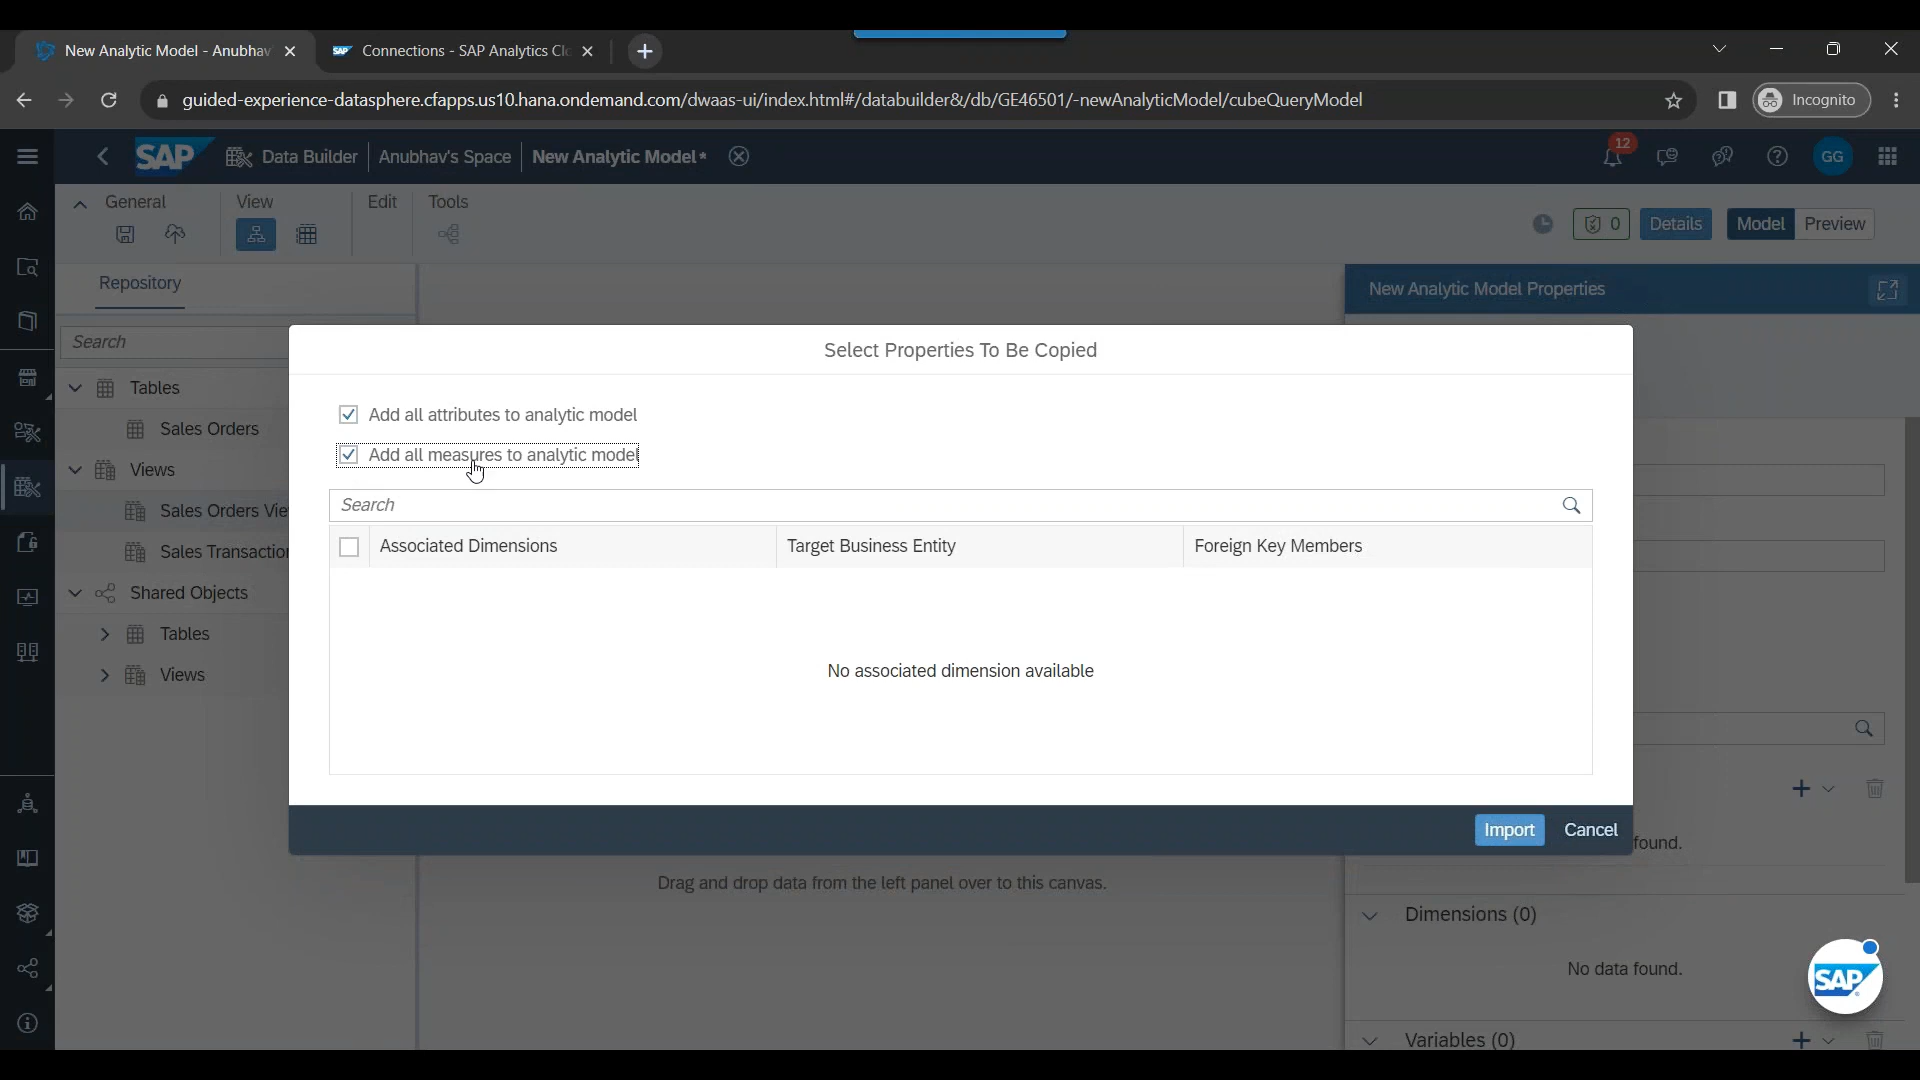 New Analytic Model - Anubhav
Connections - SAP Analytics Cl
guided-experience-datasphere.cfapps.us10.hana.ondemand.com/dwaas-ui/index.html#/databuilder&/db/GE46501/-newAnalyticModel/cubeQueryModel
Incognito
SAP Data Builder Anubhav's Space New Analytic Model*
12
GG
General View Edit Tools
0 Details Model Preview
Repository
New Analytic Model Properties
Search
Select Properties To Be Copied
Tables
Add all attributes to analytic model
Sales Orders
Add all measures to analytic model
Views
Search
Sales Orders Vie
Associated Dimensions Target Business Entity Foreign Key Members
Sales Transaction
Shared Objects
Tables
Views
No associated dimension available
Import Cancel
found.
Drag and drop data from the left panel over to this canvas.
Dimensions (0)
No data found.
SAP
Variables (0)